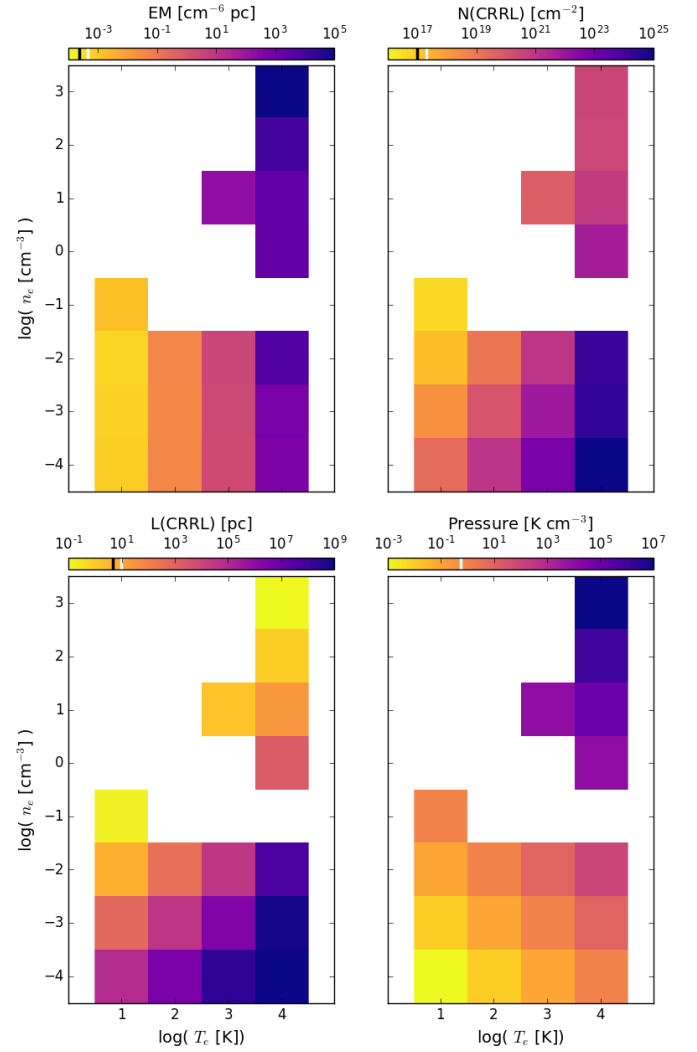 EM [cm⁻⁶ pc]
10⁻³ 10⁻¹ 10¹ 10³ 10⁵
N(CRRL) [cm⁻²]
10¹⁷ 10¹⁹ 10²¹ 10²³ 10²⁵
log( nₑ [cm⁻³] )
3
2
1
0
−1
−2
−3
−4
L(CRRL) [pc]
10⁻¹ 10¹ 10³ 10⁵ 10⁷ 10⁹
Pressure [K cm⁻³]
10⁻³ 10⁻¹ 10¹ 10³ 10⁵ 10⁷
log( nₑ [cm⁻³] )
3
2
1
0
−1
−2
−3
−4
1 2 3 4
log( Tₑ [K] )
1 2 3 4
log( Tₑ [K] )